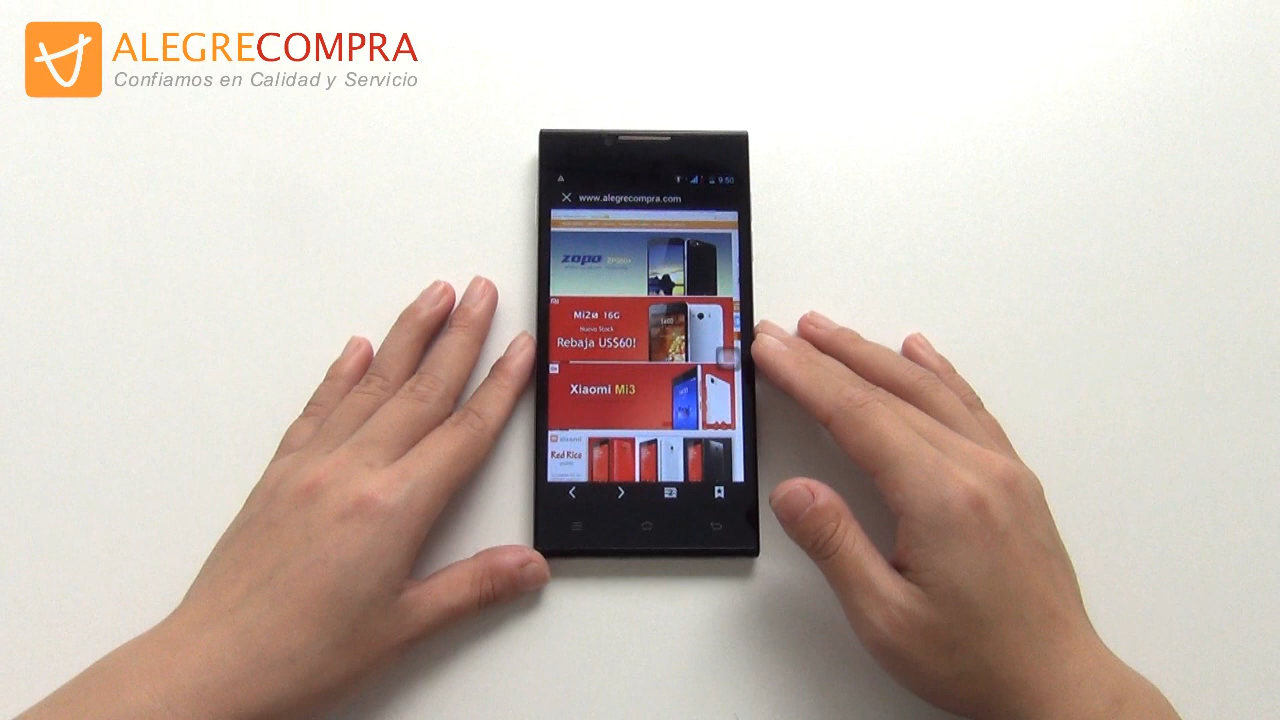 ALEGRECOMPRA
Confiamos en Calidad y Servicio
9:50
www.alegrecompra.com
zopo
Mi2s 16G
Nuevo Stock
Rebaja US$60!
Xiaomi Mi3
Red Rice